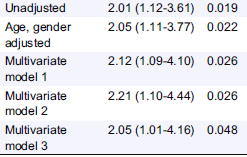 Unadjusted 2.01 (1.12-3.61) 0.019
Age, gender 2.05 (1.11-3.77) 0.022
adjusted
Multivariate 2.12 (1.09-4.10) 0.026
model 1
Multivariate 2.21 (1.10-4.44) 0.026
model 2
Multivariate 2.05 (1.01-4.16) 0.048
model 3